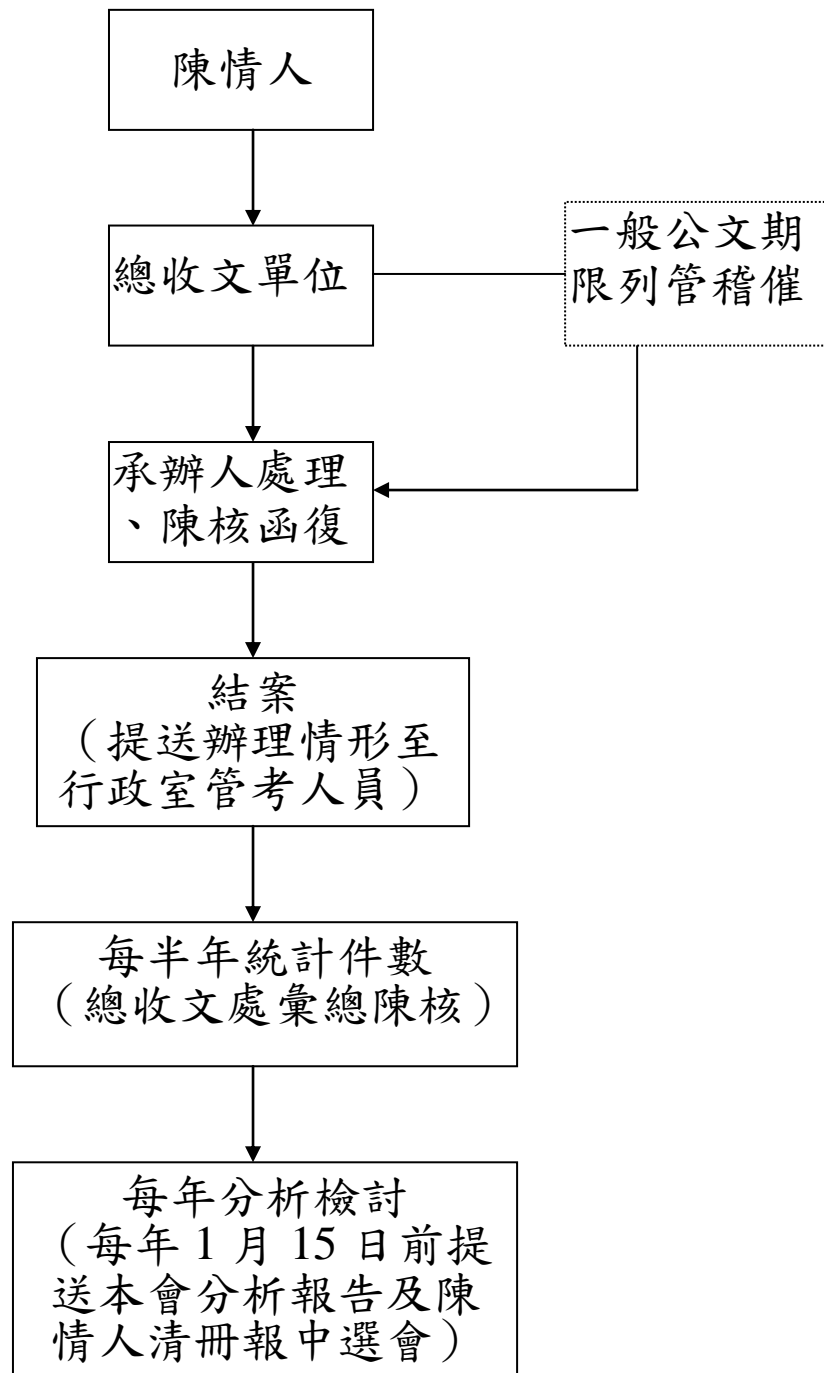 陳情人
總收文單位
一般公文期
限列管稽催
承辦人處理
、陳核函復
結案
（提送辦理情形至
行政室管考人員）
每半年統計件數
（總收文處彙總陳核）
每年分析檢討
（每年 1 月 15 日前提
送本會分析報告及陳
情人清冊報中選會）